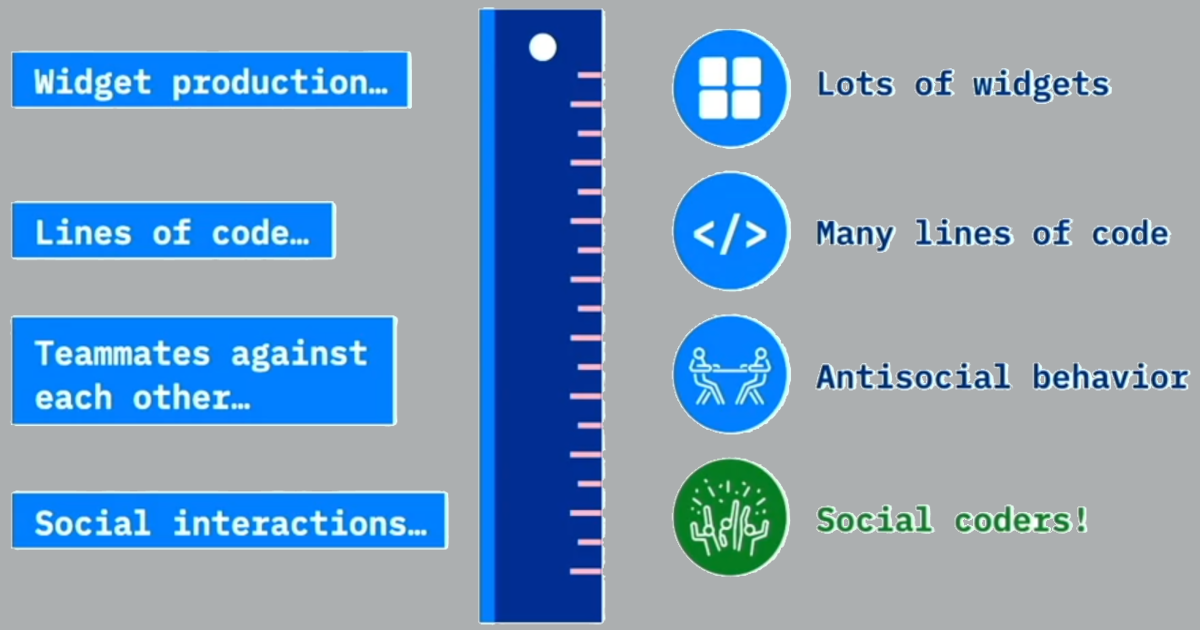 Widget production…
Lots of widgets
Lines of code…
</>
Many lines of code
Teammates against
each other…
Antisocial behavior
Social interactions…
Social coders!